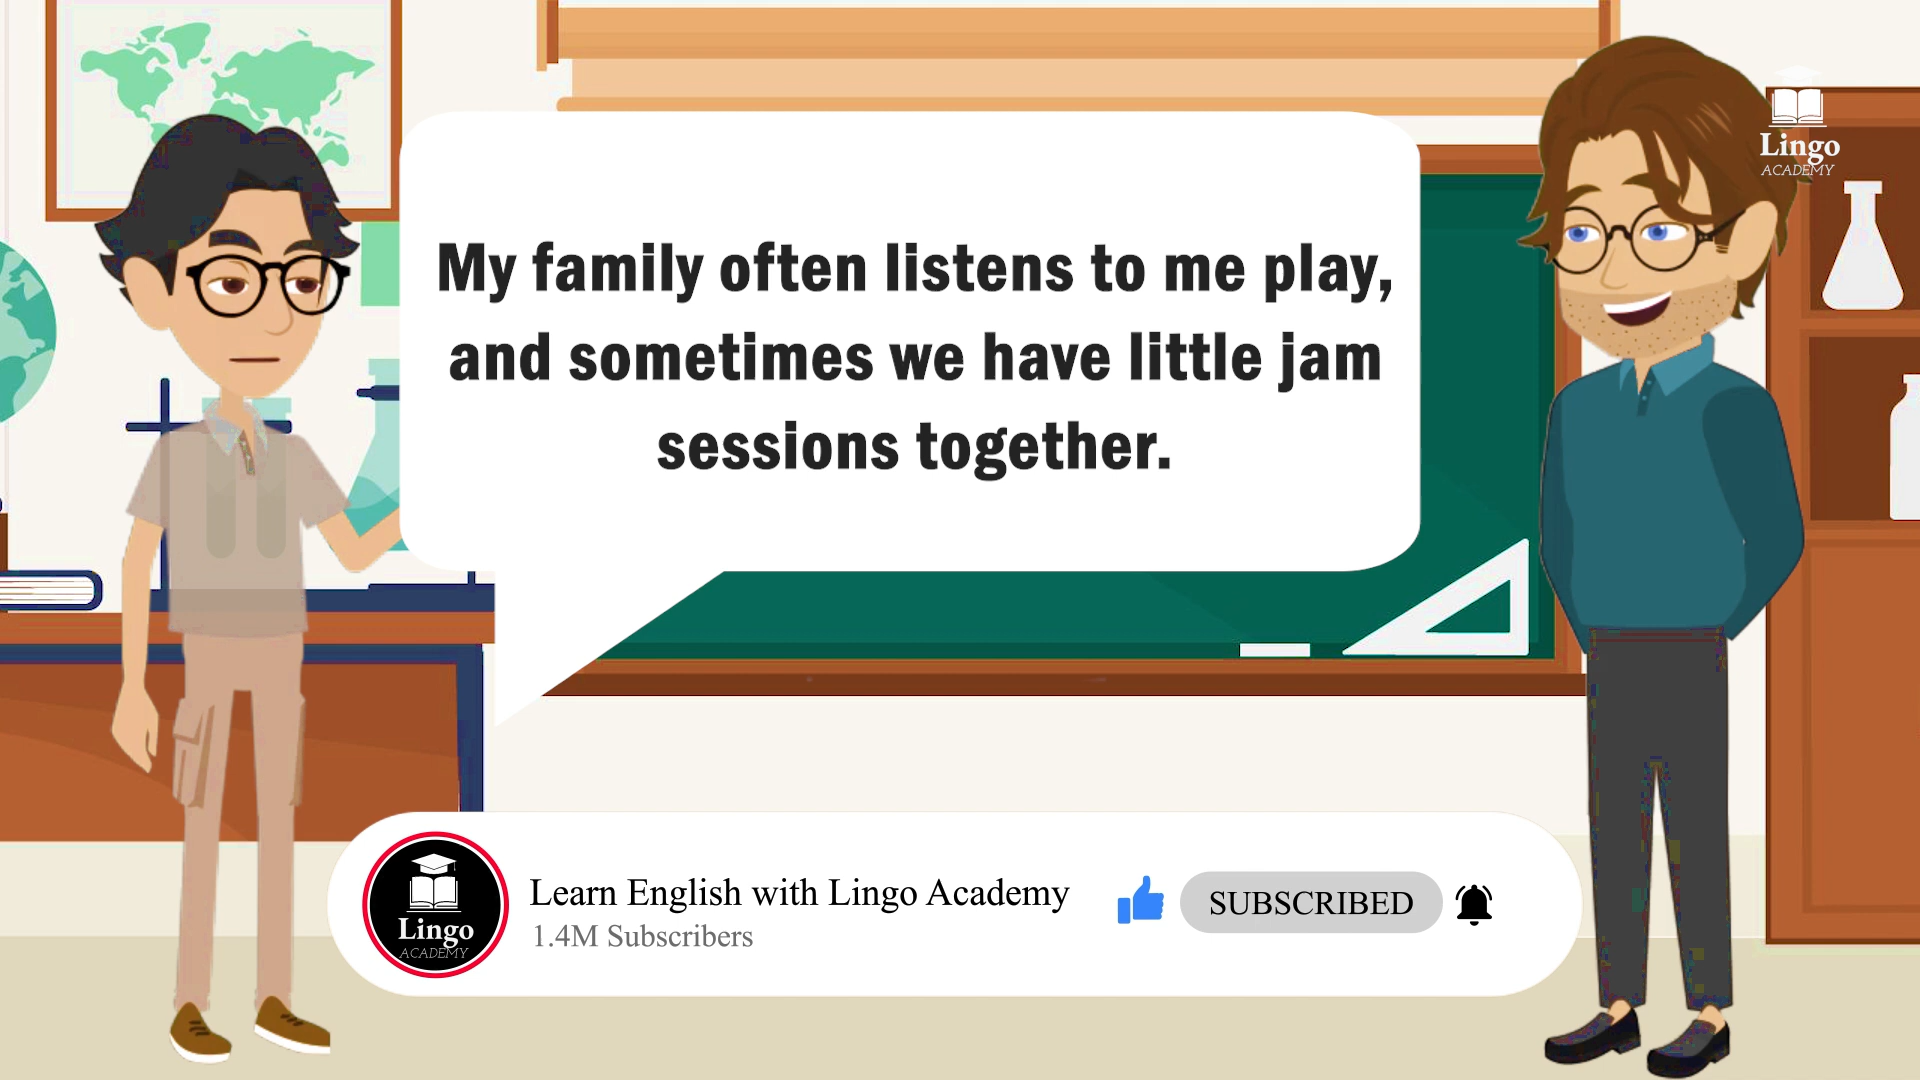 Lingo
ACADEMY
My family often listens to me play,
and sometimes we have little jam
sessions together.
Lingo
ACADEMY
Learn English with Lingo Academy
1.4M Subscribers
SUBSCRIBED